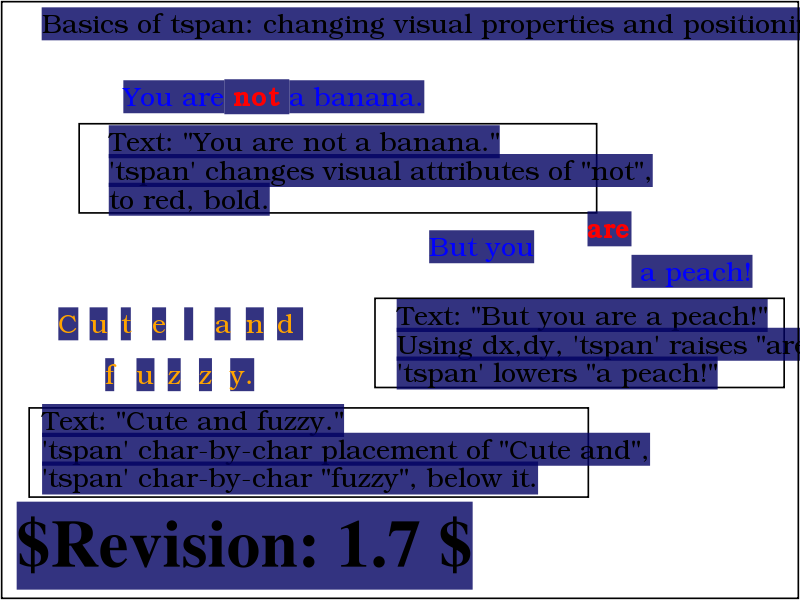 Basics of tspan: changing visual properties and positioni
You are not a banana.
Text: "You are not a banana."
'tspan' changes visual attributes of "not",
to red, bold.
But you are a peach!
Text: "But you are a peach!"
Using dx,dy, 'tspan' raises "are
'tspan' lowers "a peach!"
Cute and
fuzzy.
Text: "Cute and fuzzy."
'tspan' char-by-char placement of "Cute and",
'tspan' char-by-char "fuzzy", below it.
$Revision: 1.7 $